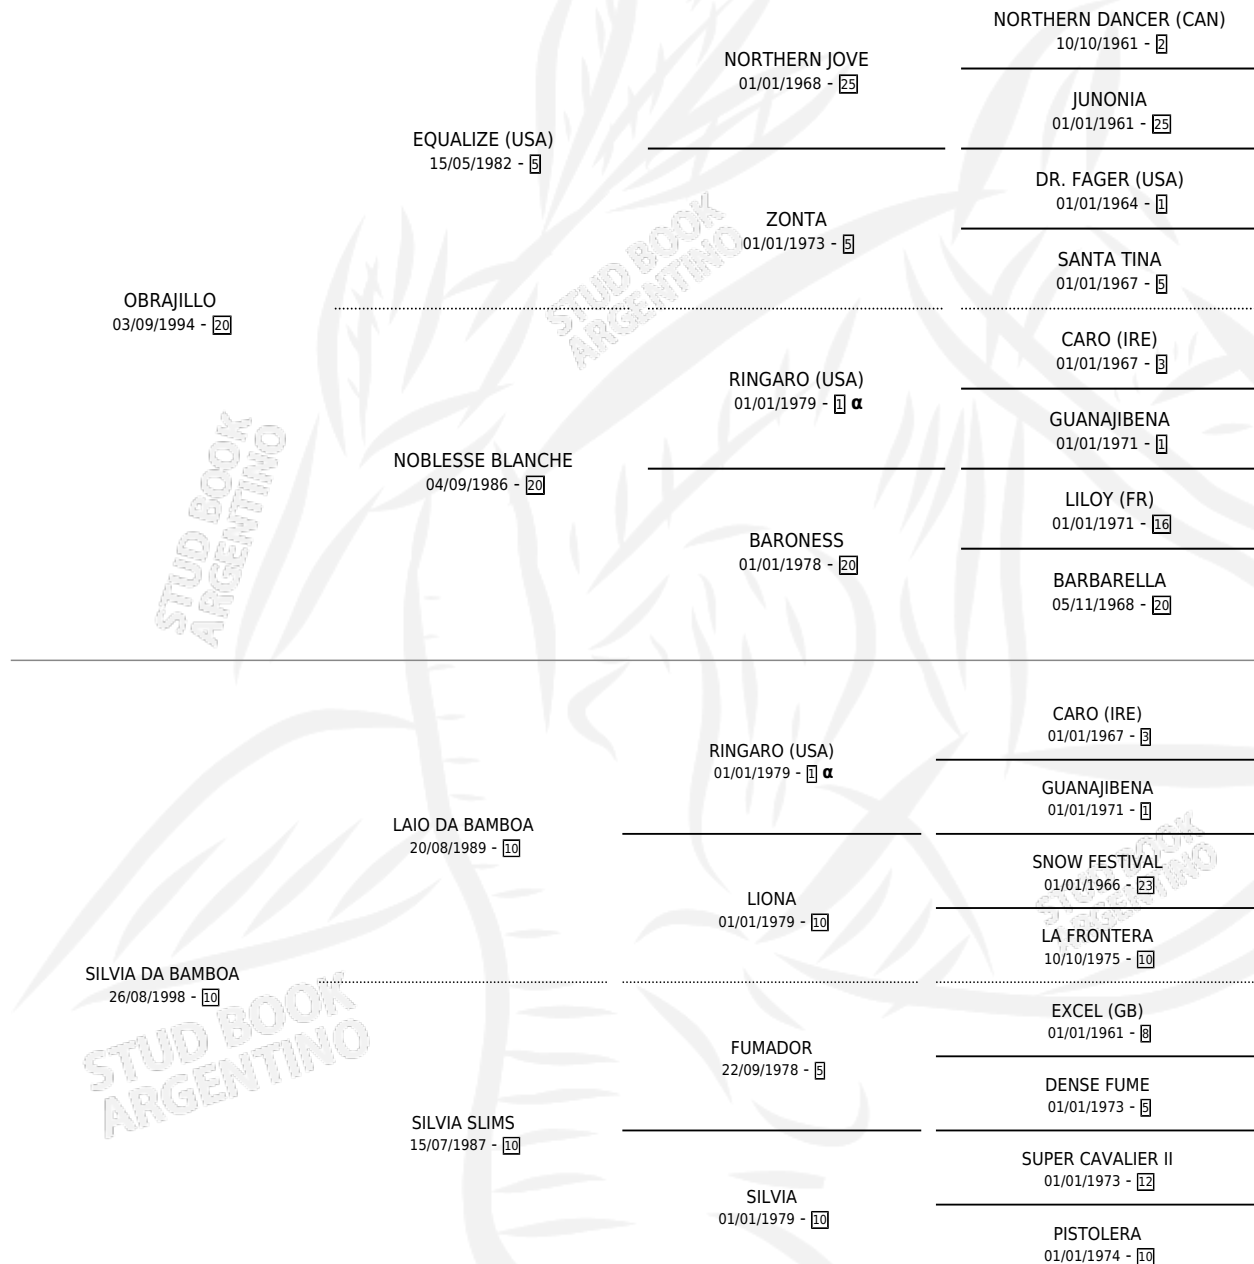 NORTHERN DANCER (CAN)
10/10/1961 - 2
NORTHERN JOVE
01/01/1968 - 25
JUNONIA
01/01/1961 - 25
EQUALIZE (USA)
15/05/1982 - 5
DR. FAGER (USA)
01/01/1964 - 1
ZONTA
01/01/1973 - 5
SANTA TINA
01/01/1967 - 5
OBRAJILLO
03/09/1994 - 20
CARO (IRE)
01/01/1967 - 3
RINGARO (USA)
01/01/1979 - 1 α
GUANAJIBENA
01/01/1971 - 1
NOBLESSE BLANCHE
04/09/1986 - 20
LILOY (FR)
01/01/1971 - 16
BARONESS
01/01/1978 - 20
BARBARELLA
05/11/1968 - 20
CARO (IRE)
01/01/1967 - 3
RINGARO (USA)
01/01/1979 - 1 α
GUANAJIBENA
01/01/1971 - 1
LAIO DA BAMBOA
20/08/1989 - 10
SNOW FESTIVAL
01/01/1966 - 23
LIONA
01/01/1979 - 10
LA FRONTERA
10/10/1975 - 10
SILVIA DA BAMBOA
26/08/1998 - 10
EXCEL (GB)
01/01/1961 - 8
FUMADOR
22/09/1978 - 5
DENSE FUME
01/01/1973 - 5
SILVIA SLIMS
15/07/1987 - 10
SUPER CAVALIER II
01/01/1973 - 12
SILVIA
01/01/1979 - 10
PISTOLERA
01/01/1974 - 10
STUD BOOK
ARGENTINO
STUD BOOK
ARGENTINO
STUD BOOK
ARGENTINO
STUD BOOK
ARGENTINO